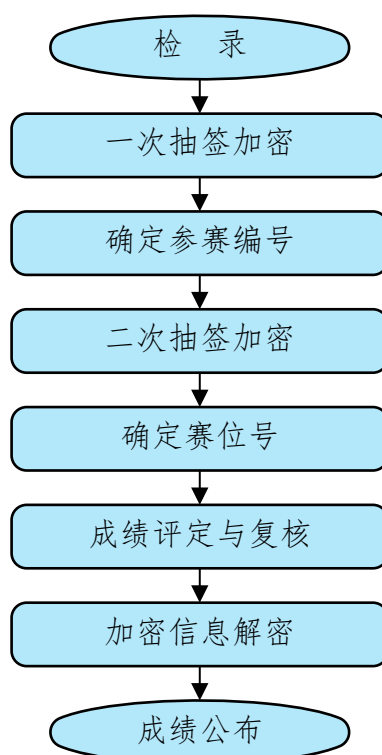 检 录
一次抽签加密
确定参赛编号
二次抽签加密
确定赛位号
成绩评定与复核
加密信息解密
成绩公布